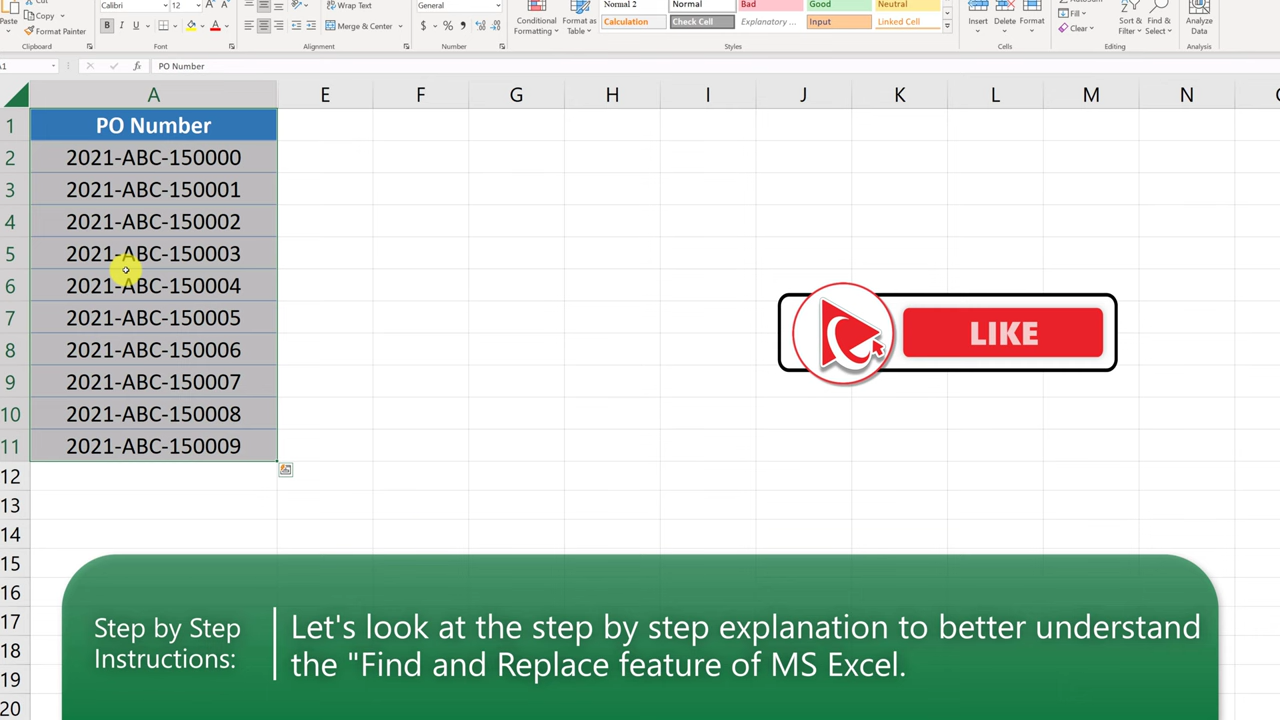 Cut Calibri 12 Wrap Text General Normal 2 Normal Bad Good Neutral
Paste Copy Conditional Format as Insert Delete Format Fill Sort & Find & Analyze
Format Painter B I U Merge & Center $ % Formatting Table Calculation Check Cell Explanatory ... Input Linked Cell Clear Filter Select Data
Clipboard Font Alignment Number Styles Cells Editing Analysis
A1 fx PO Number
A E F G H I J K L M N
1 PO Number
2 2021-ABC-150000
3 2021-ABC-150001
4 2021-ABC-150002
5 2021-ABC-150003
6 2021-ABC-150004
7 2021-ABC-150005
8 2021-ABC-150006
9 2021-ABC-150007
10 2021-ABC-150008
11 2021-ABC-150009
LIKE
12
13
14
15
16
17
18
19
20
Step by Step
Instructions:
Let's look at the step by step explanation to better understand
the "Find and Replace feature of MS Excel.